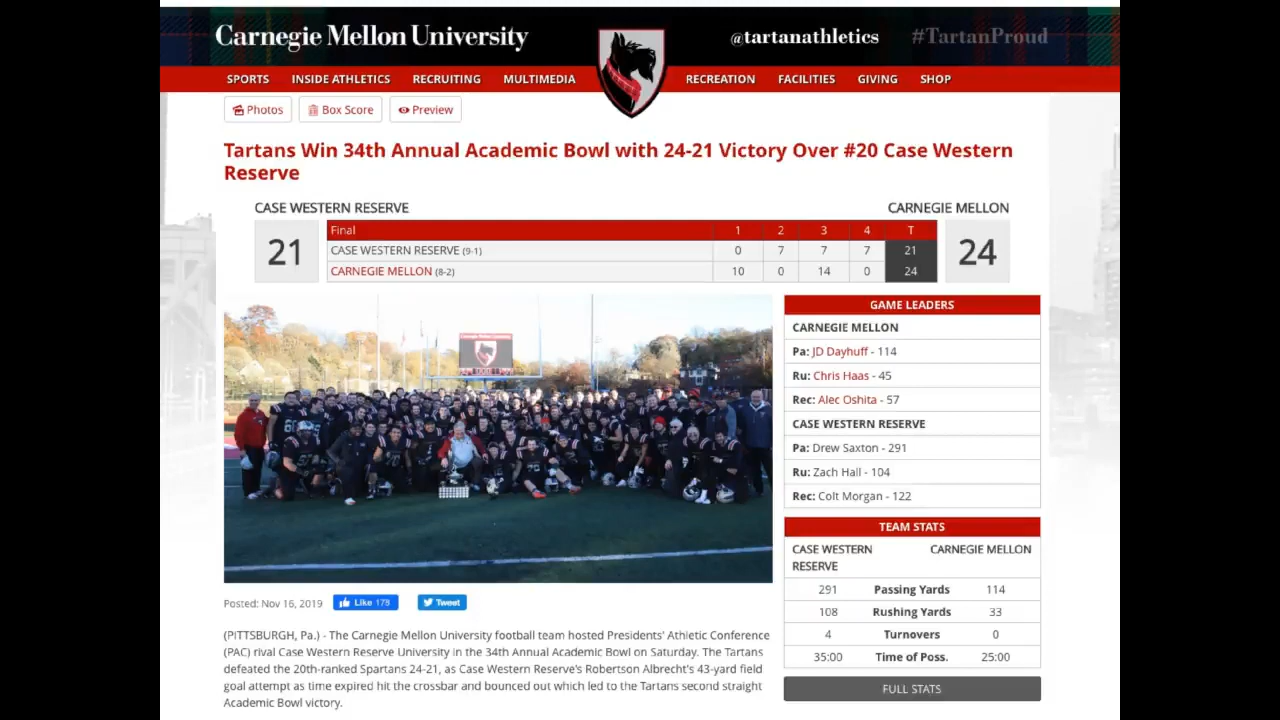 Carnegie Mellon University
@tartanathletics
#TartanProud
SPORTS
INSIDE ATHLETICS
RECRUITING
MULTIMEDIA
RECREATION
FACILITIES
GIVING
SHOP
Photos
Box Score
Preview
Tartans Win 34th Annual Academic Bowl with 24-21 Victory Over #20 Case Western
Reserve
CASE WESTERN RESERVE
CARNEGIE MELLON
21
Final 1 2 3 4 T
CASE WESTERN RESERVE (9-1) 0 7 7 7 21
CARNEGIE MELLON (8-2) 10 0 14 0 24
24
GAME LEADERS
CARNEGIE MELLON
Pa: JD Dayhuff - 114
Ru: Chris Haas - 45
Rec: Alec Oshita - 57
CASE WESTERN RESERVE
Pa: Drew Saxton - 291
Ru: Zach Hall - 104
Rec: Colt Morgan - 122
TEAM STATS
CASE WESTERN
RESERVE
CARNEGIE MELLON
291 Passing Yards 114
108 Rushing Yards 33
4 Turnovers 0
35:00 Time of Poss. 25:00
FULL STATS
Posted: Nov 16, 2019
Like 178
Tweet
(PITTSBURGH, Pa.) - The Carnegie Mellon University football team hosted Presidents' Athletic Conference
(PAC) rival Case Western Reserve University in the 34th Annual Academic Bowl on Saturday. The Tartans
defeated the 20th-ranked Spartans 24-21, as Case Western Reserve's Robertson Albrecht's 43-yard field
goal attempt as time expired hit the crossbar and bounced out which led to the Tartans second straight
Academic Bowl victory.